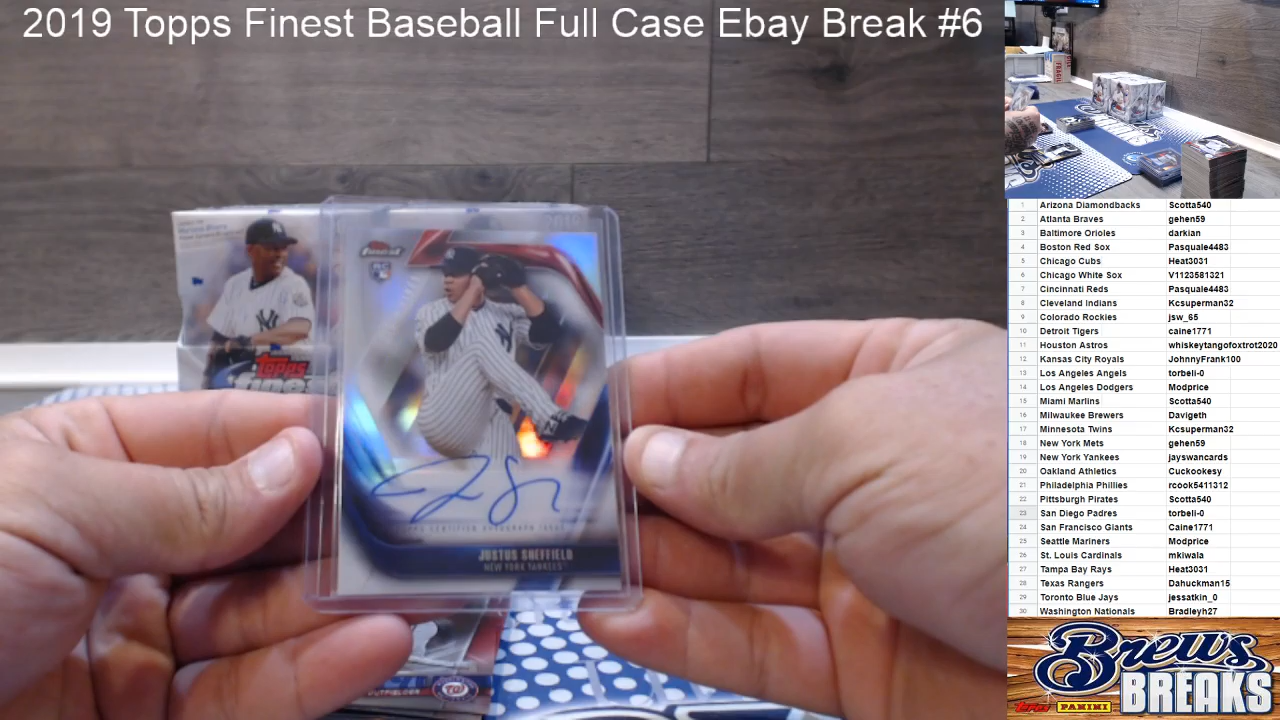 2019 Topps Finest Baseball Full Case Ebay Break #6
Finest
RC
TOPPS CERTIFIED AUTOGRAPH ISSUE
JUSTUS SHEFFIELD
NEW YORK YANKEES
Topps
finest
OUTFIELDER
1 Arizona Diamondbacks Scotta540
2 Atlanta Braves gehen59
3 Baltimore Orioles darkian
4 Boston Red Sox Pasquale4483
5 Chicago Cubs Heat3031
6 Chicago White Sox V1123581321
7 Cincinnati Reds Pasquale4483
8 Cleveland Indians Kcsuperman32
9 Colorado Rockies jsw_65
10 Detroit Tigers caine1771
11 Houston Astros whiskeytangofoxtrot2020
12 Kansas City Royals JohnnyFrank100
13 Los Angeles Angels torbeli-0
14 Los Angeles Dodgers Modprice
15 Miami Marlins Scotta540
16 Milwaukee Brewers Davigeth
17 Minnesota Twins Kcsuperman32
18 New York Mets gehen59
19 New York Yankees jayswancards
20 Oakland Athletics Cuckookesy
21 Philadelphia Phillies rcook5411312
22 Pittsburgh Pirates Scotta540
23 San Diego Padres torbeli-0
24 San Francisco Giants Caine1771
25 Seattle Mariners Modprice
26 St. Louis Cardinals mkiwala
27 Tampa Bay Rays Heat3031
28 Texas Rangers Dahuckman15
29 Toronto Blue Jays jessatkin_0
30 Washington Nationals Bradleyh27
Brews
BREAKS
Topps PANINI